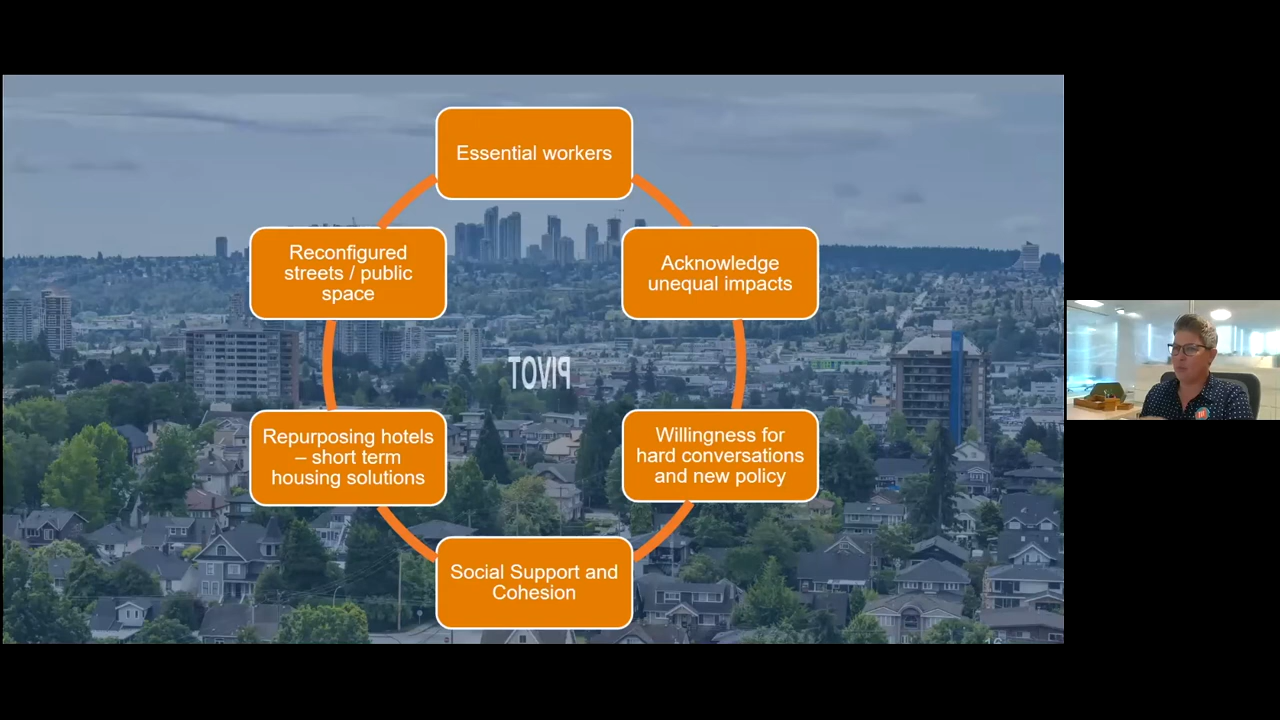 Essential workers
Reconfigured
streets / public
space
Acknowledge
unequal impacts
PIVOT
Repurposing hotels
– short term
housing solutions
Willingness for
hard conversations
and new policy
Social Support and
Cohesion
16